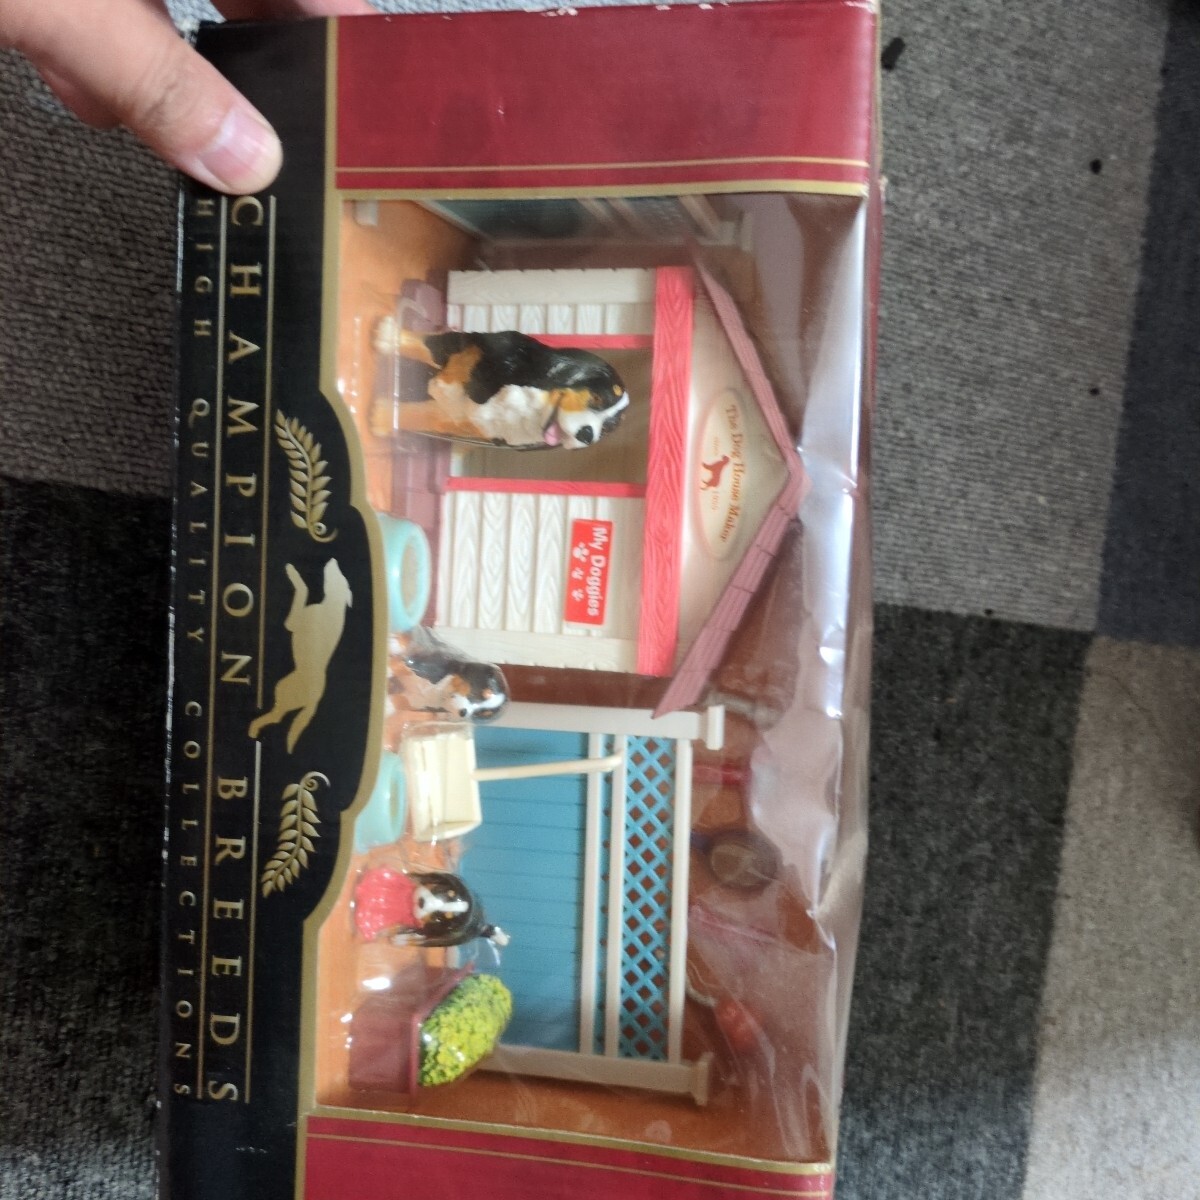 The Dog House Maker
My Doggies
CHAMPION BREEDS
HIGH QUALITY COLLECTIONS